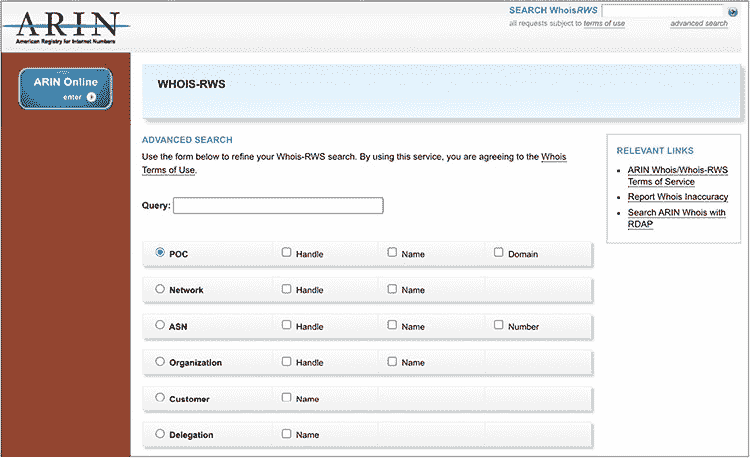 ARIN
American Registry for Internet Numbers
SEARCH WhoisRWS
all requests subject to terms of use
advanced search
ARIN Online
enter
WHOIS-RWS
ADVANCED SEARCH
Use the form below to refine your Whois-RWS search. By using this service, you are agreeing to the Whois
Terms of Use.
Query:
POC Handle Name Domain
Network Handle Name
ASN Handle Name Number
Organization Handle Name
Customer Name
Delegation Name
RELEVANT LINKS
ARIN Whois/Whois-RWS
Terms of Service
Report Whois Inaccuracy
Search ARIN Whois with
RDAP